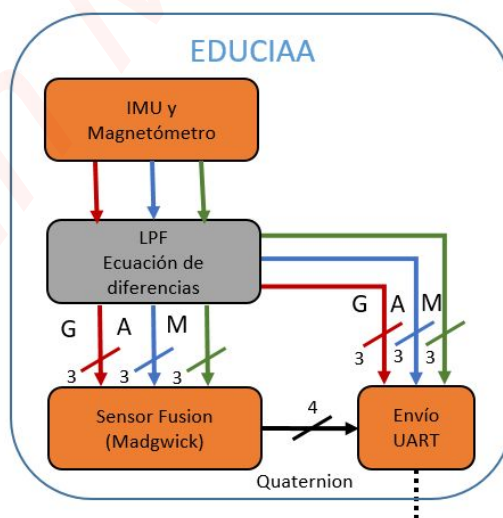 EDUCIAA
IMU y
Magnetómetro
LPF
Ecuación de
diferencias
G A M
G A M
3 3 3
3 3 3
Sensor Fusion
(Madgwick)
4
Envío
UART
Quaternion